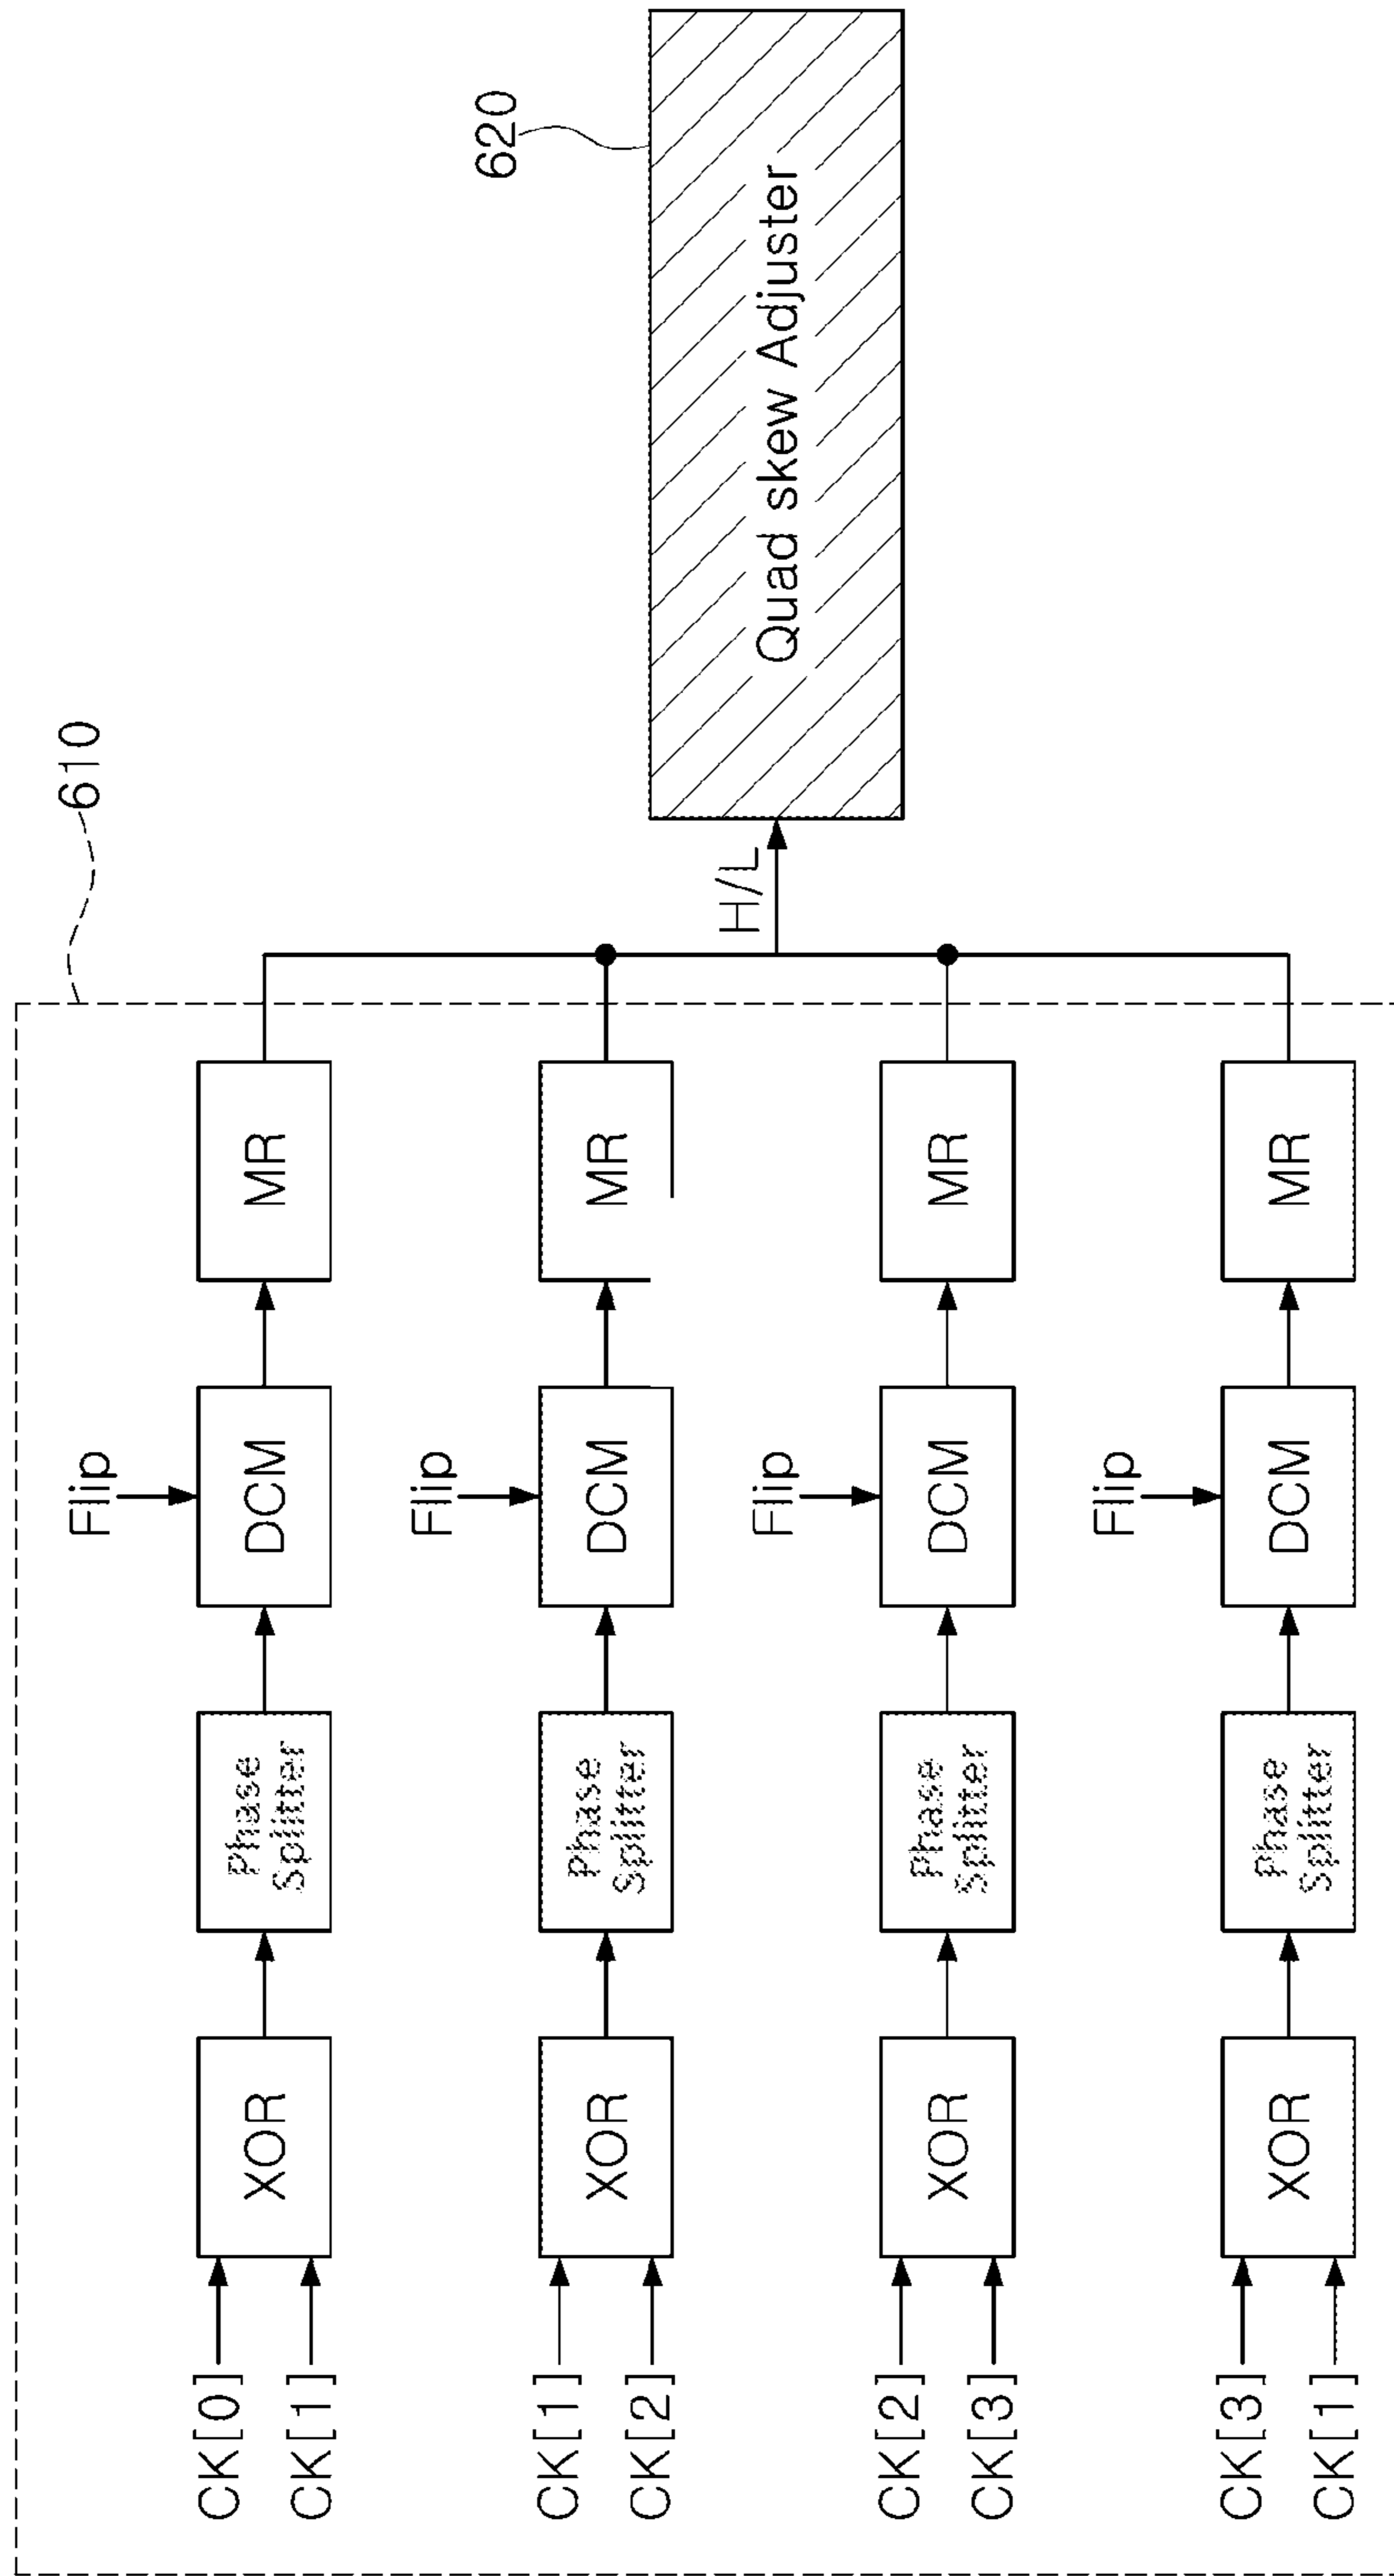 610
620
Flip
CK[0]
CK[1]
XOR
Phase
Splitter
DCM
MR
Flip
CK[1]
CK[2]
XOR
Phase
Splitter
DCM
MR
H/L
Quad skew Adjuster
Flip
CK[2]
CK[3]
XOR
Phase
Splitter
DCM
MR
Flip
CK[3]
CK[1]
XOR
Phase
Splitter
DCM
MR